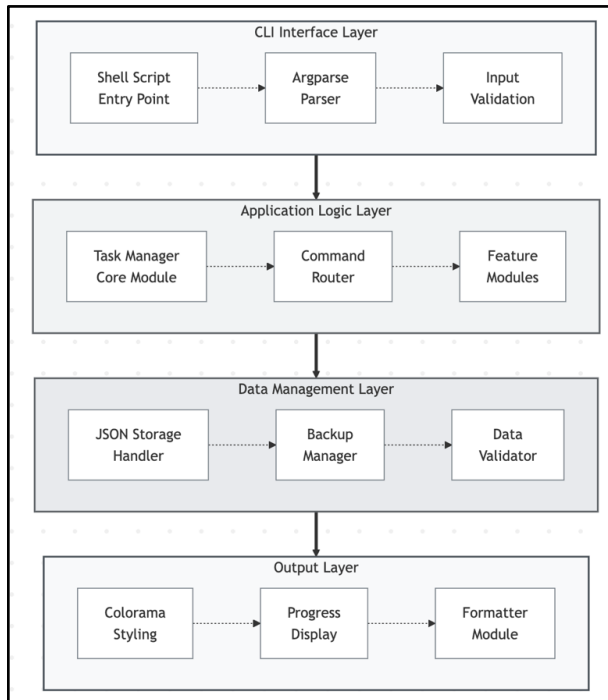 CLI Interface Layer
Shell Script
Entry Point
Argparse
Parser
Input
Validation
Application Logic Layer
Task Manager
Core Module
Command
Router
Feature
Modules
Data Management Layer
JSON Storage
Handler
Backup
Manager
Data
Validator
Output Layer
Colorama
Styling
Progress
Display
Formatter
Module